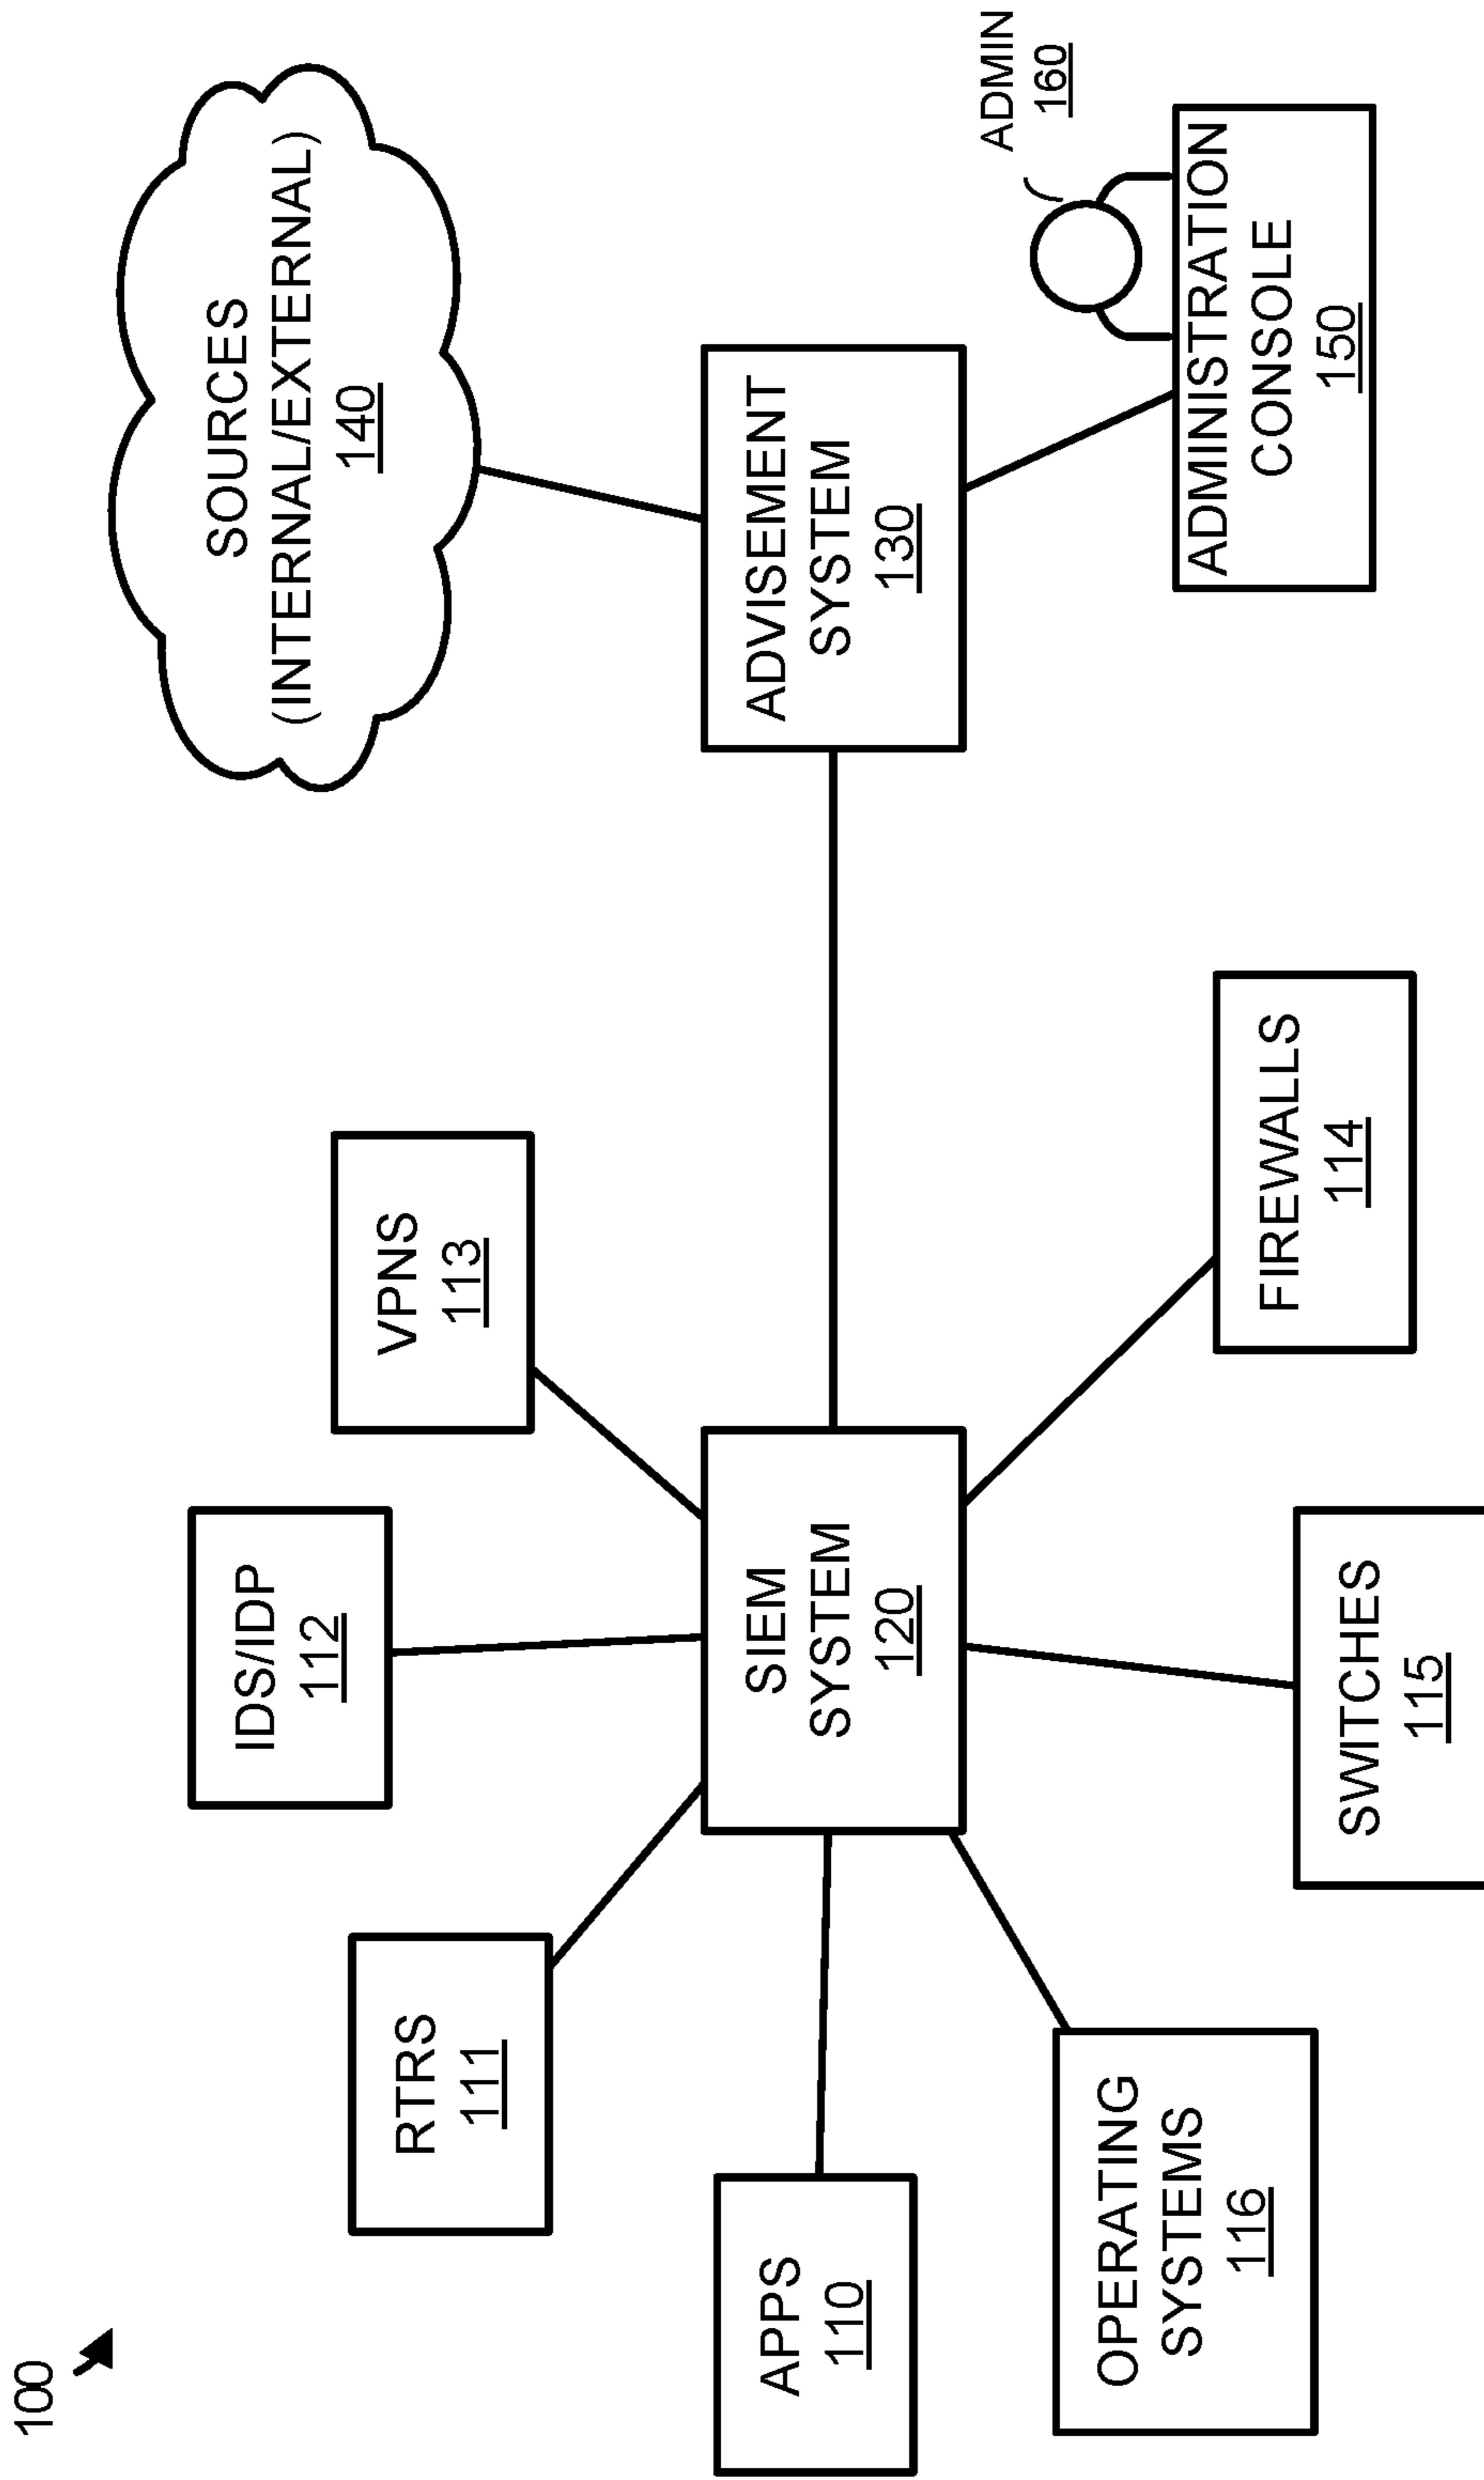 100
RTRS
111
IDS/IDP
112
VPNS
113
SOURCES
(INTERNAL/EXTERNAL)
140
APPS
110
SIEM
SYSTEM
120
ADVISEMENT
SYSTEM
130
ADMIN
160
OPERATING
SYSTEMS
116
SWITCHES
115
FIREWALLS
114
ADMINISTRATION
CONSOLE
150